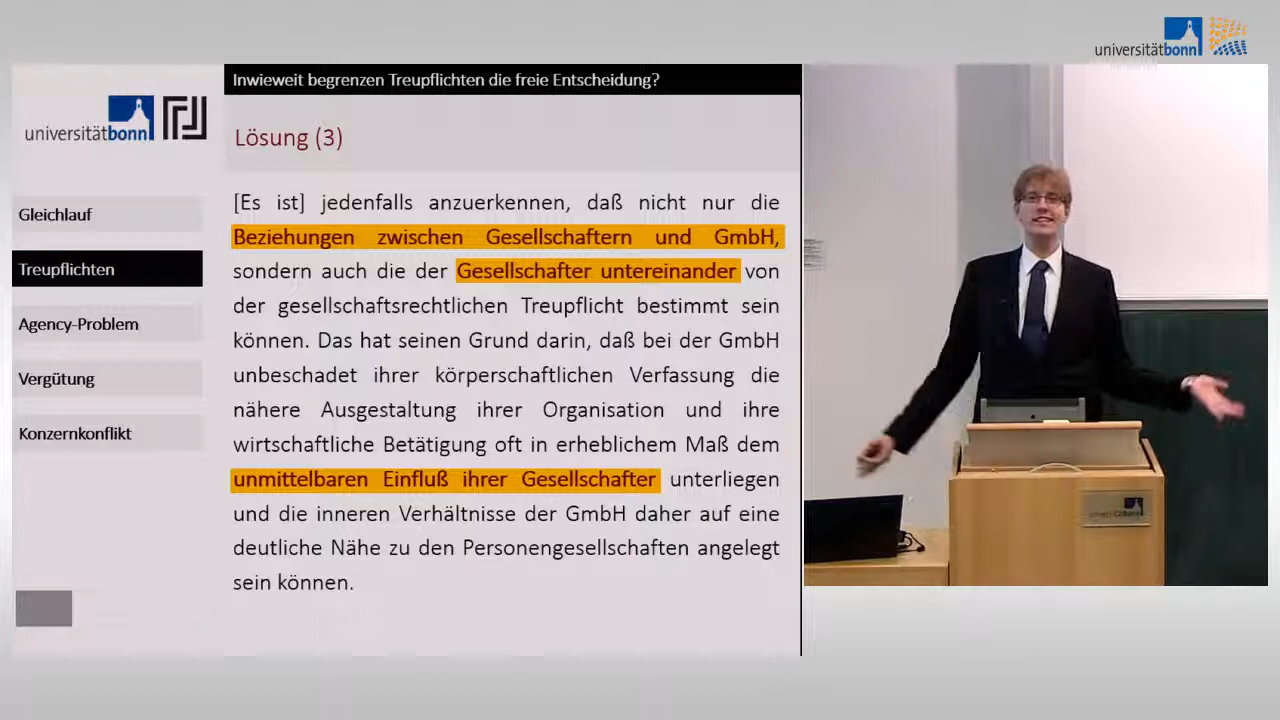 universitätbonn
Inwieweit begrenzen Treupflichten die freie Entscheidung?
universitätbonn
Lösung (3)
Gleichlauf
Treupflichten
Agency-Problem
Vergütung
Konzernkonflikt
[Es ist] jedenfalls anzuerkennen, daß nicht nur die
Beziehungen zwischen Gesellschaftern und GmbH,
sondern auch die der Gesellschafter untereinander von
der gesellschaftsrechtlichen Treupflicht bestimmt sein
können. Das hat seinen Grund darin, daß bei der GmbH
unbeschadet ihrer körperschaftlichen Verfassung die
nähere Ausgestaltung ihrer Organisation und ihre
wirtschaftliche Betätigung oft in erheblichem Maß dem
unmittelbaren Einfluß ihrer Gesellschafter unterliegen
und die inneren Verhältnisse der GmbH daher auf eine
deutliche Nähe zu den Personengesellschaften angelegt
sein können.